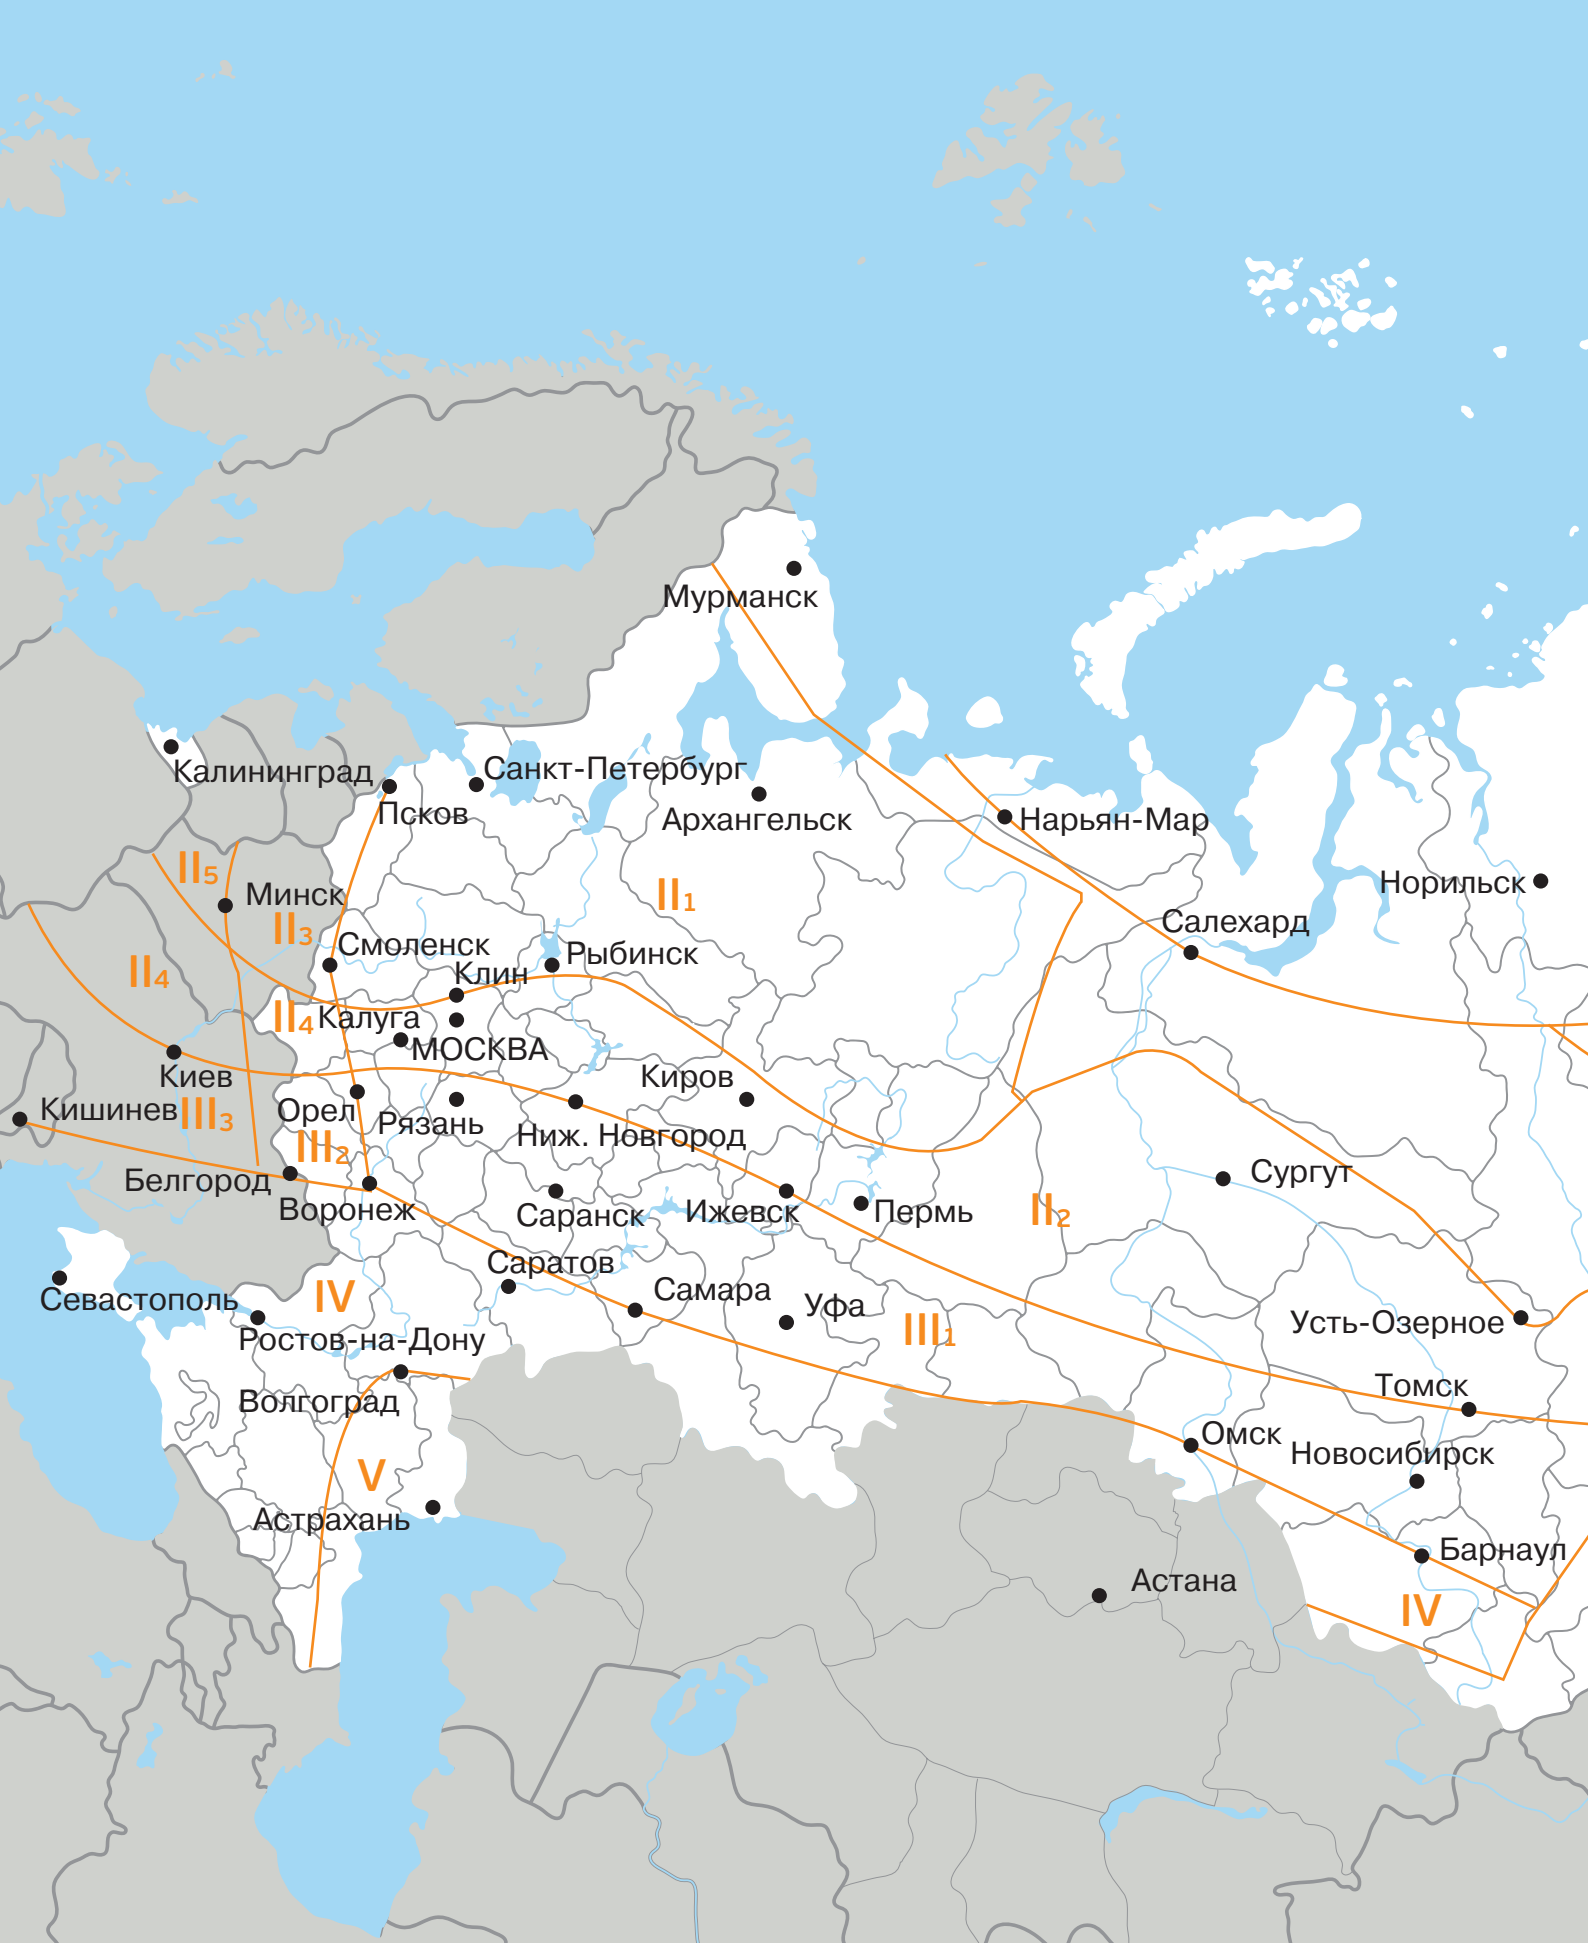 Мурманск
Калининград
Санкт-Петербург
Псков
Архангельск
Нарьян-Мар
II5
Минск
II1
Норильск
II3
Салехард
Смоленск
Рыбинск
II4
Клин
II4
Калуга
МОСКВА
Киев
Киров
Кишинев
III3
Орел
Рязань
Ниж. Новгород
III2
Белгород
Сургут
Воронеж
Саранск
Ижевск
Пермь
II2
Саратов
Севастополь
IV
Самара
Уфа
Ростов-на-Дону
III1
Усть-Озерное
Волгоград
Томск
Омск
Новосибирск
V
Астрахань
Барнаул
Астана
IV